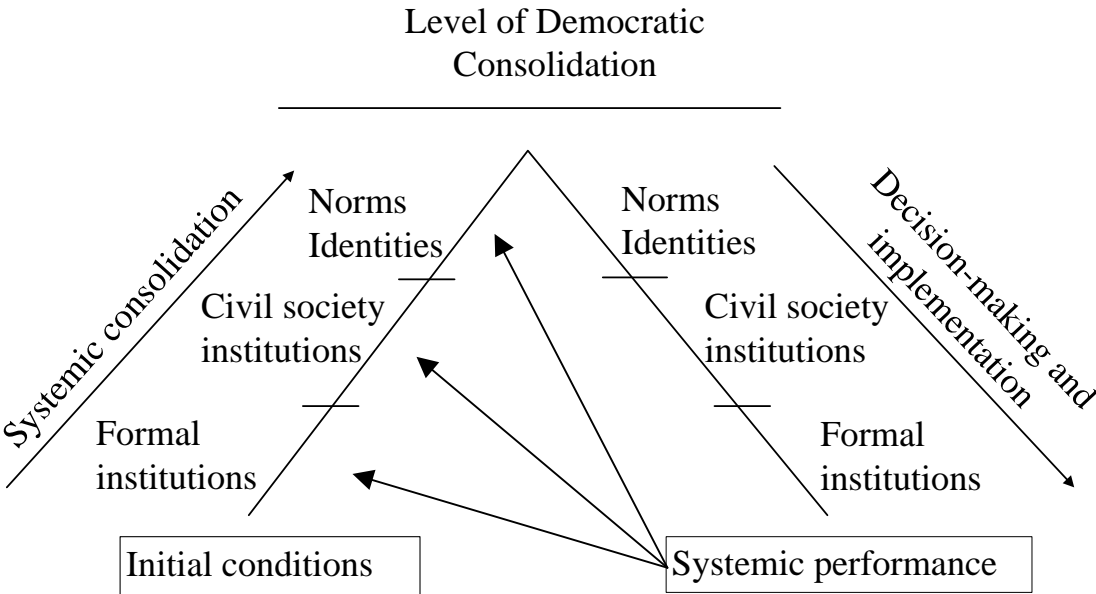 Level of Democratic
Consolidation
Systemic consolidation
Norms
Identities
Civil society
institutions
Formal
institutions
Initial conditions
Norms
Identities
Civil society
institutions
Formal
institutions
Systemic performance
Decision-making and
implementation